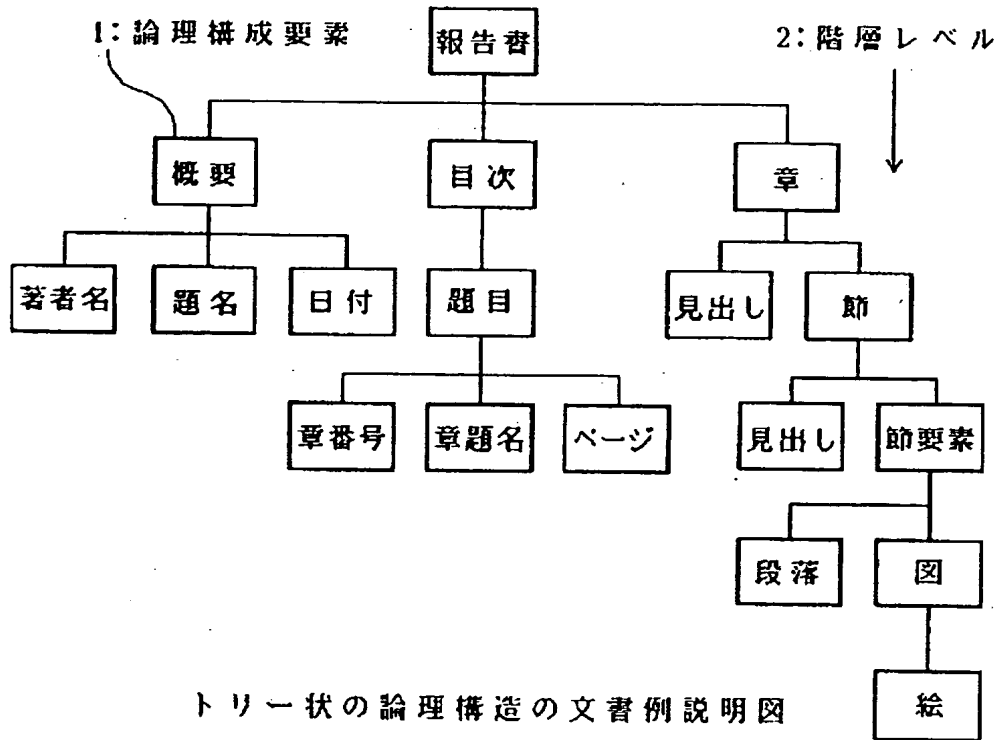 1:論理構成要素
報告書
2:階層レベル
概要
目次
章
著者名
題名
日付
題目
見出し
節
章番号
章題名
ページ
見出し
節要素
段落
図
絵
トリー状の論理構造の文書例説明図